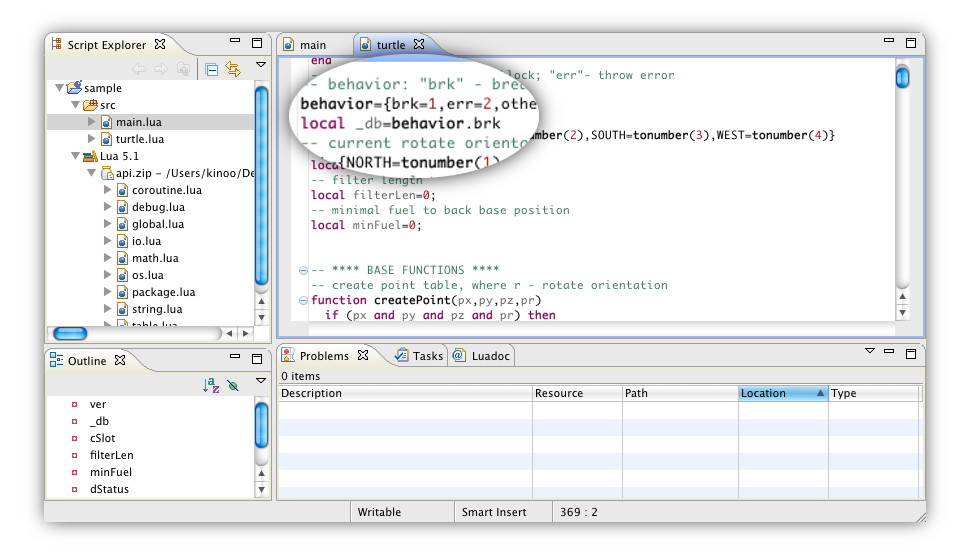 Script Explorer
sample
src
main.lua
turtle.lua
Lua 5.1
api.zip – /Users/kinoo/De
coroutine.lua
debug.lua
global.lua
io.lua
math.lua
os.lua
package.lua
string.lua
table.lua
main
turtle
end
lock; "err"- throw error
-- behavior: "brk" - brea
behavior={brk=1,err=2,othe
local _db=behavior.brk
-- current rotate orienta
mber(2),SOUTH=tonumber(3),WEST=tonumber(4)}
{NORTH=tonumber(1)
local
-- filter length
local filterLen=0;
-- minimal fuel to back base position
local minFuel=0;
-- **** BASE FUNCTIONS ****
-- create point table, where r - rotate orientation
function createPoint(px,py,pz,pr)
if (px and py and pz and pr) then
Outline
a
z
ver
_db
cSlot
filterLen
minFuel
dStatus
Problems
Tasks
@ Luadoc
0 items
Description Resource Path Location Type
Writable Smart Insert 369 : 2